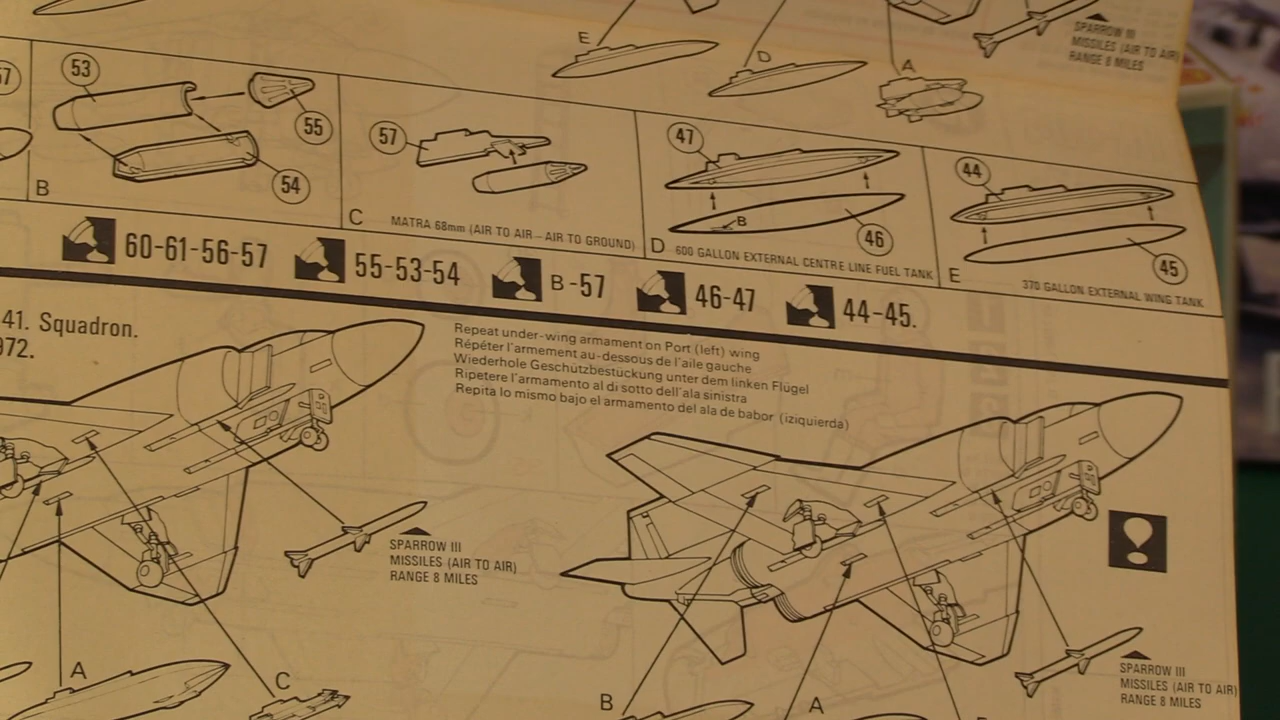 E
D
A
SPARROW III
MISSILES (AIR TO AIR)
RANGE 8 MILES
57
53
55
54
B
57
C
MATRA 68mm (AIR TO AIR – AIR TO GROUND)
47
B
46
D
600 GALLON EXTERNAL CENTRE LINE FUEL TANK
44
45
E
370 GALLON EXTERNAL WING TANK
60-61-56-57
55-53-54
B-57
46-47
44-45.
41. Squadron.
972.
Repeat under-wing armament on Port (left) wing
Répéter l'armement au-dessous de l'aile gauche
Wiederhole Geschützbestückung unter dem linken Flügel
Ripetere l'armamento al di sotto dell'ala sinistra
Repita lo mismo bajo el armamento del ala de babor (iziquierda)
SPARROW III
MISSILES (AIR TO AIR)
RANGE 8 MILES
A
C
B
A
SPARROW III
MISSILES (AIR TO AIR)
RANGE 8 MILES